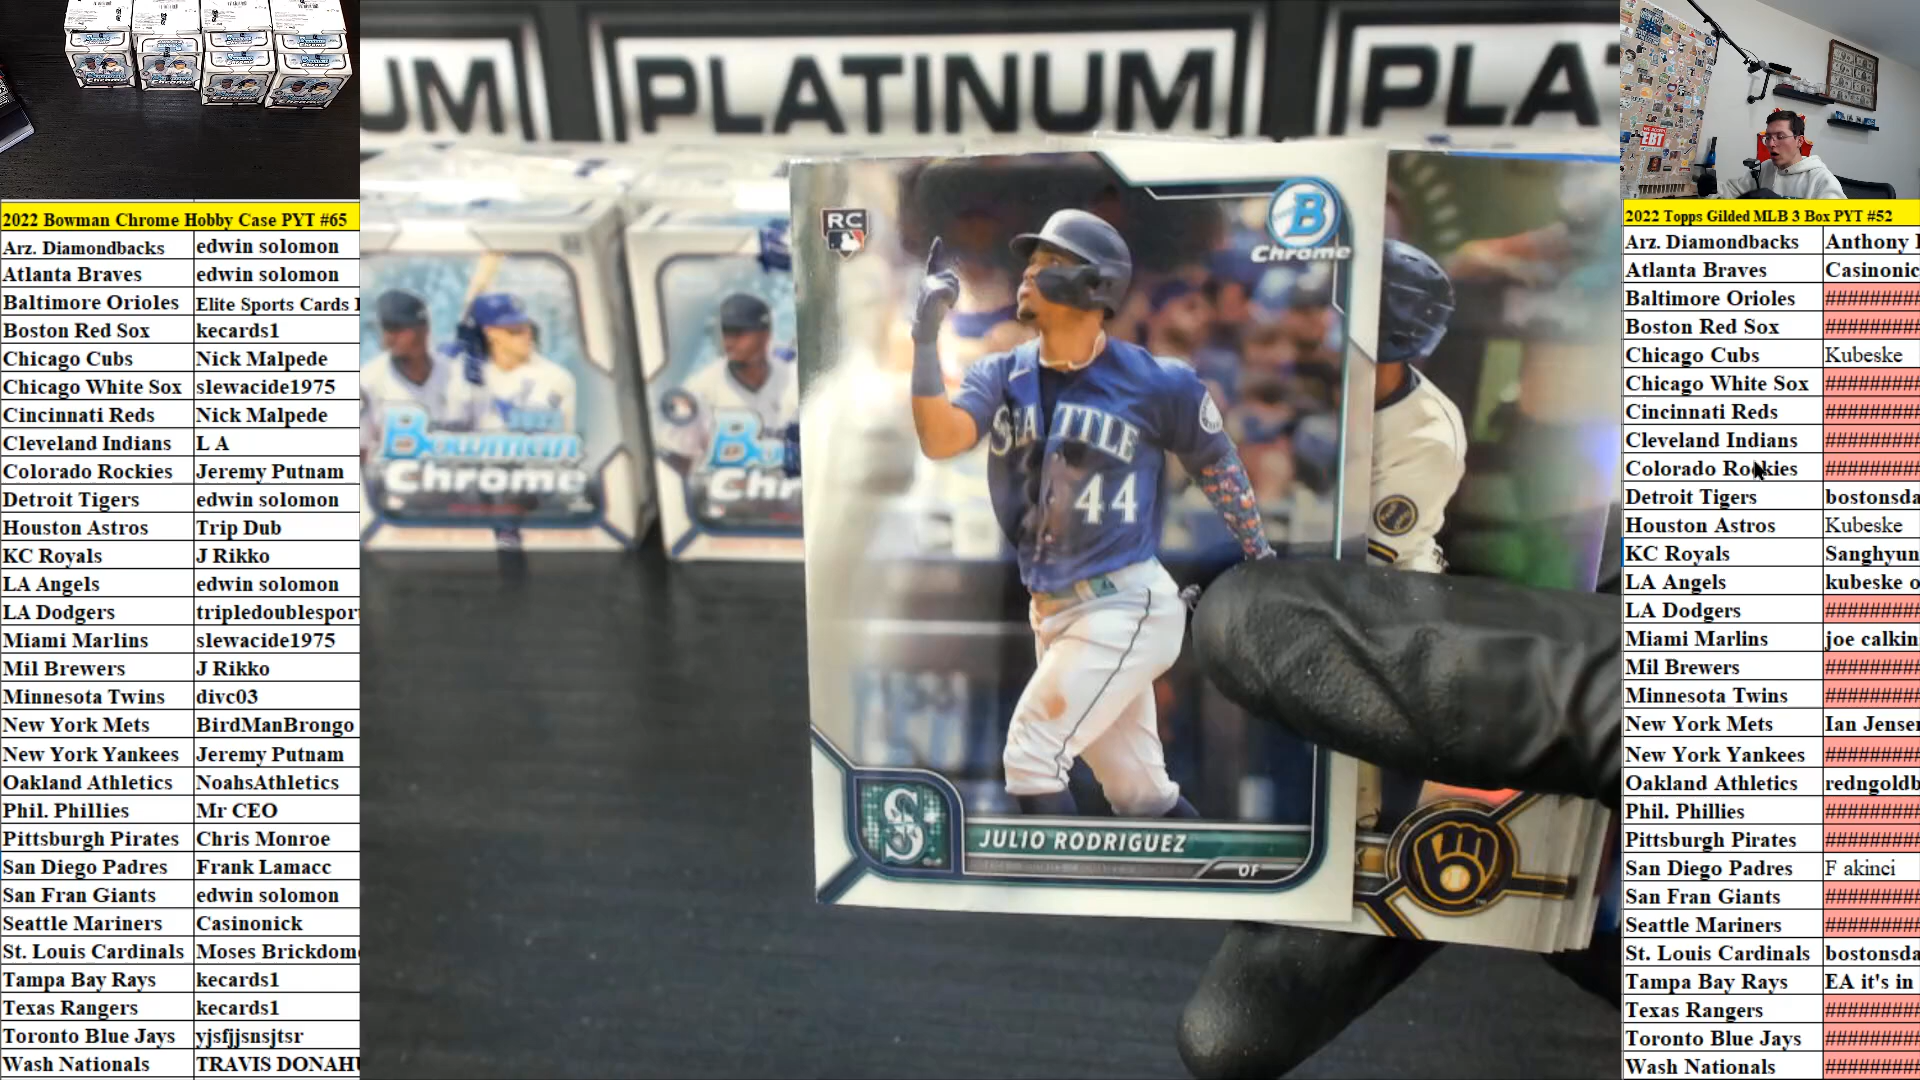 2022 Bowman Chrome Hobby Case PYT #65
Arz. Diamondbacks edwin solomon
Atlanta Braves edwin solomon
Baltimore Orioles Elite Sports Cards
Boston Red Sox kecards1
Chicago Cubs Nick Malpede
Chicago White Sox slewacide1975
Cincinnati Reds Nick Malpede
Cleveland Indians L A
Colorado Rockies Jeremy Putnam
Detroit Tigers edwin solomon
Houston Astros Trip Dub
KC Royals J Rikko
LA Angels edwin solomon
LA Dodgers tripledoublespor
Miami Marlins slewacide1975
Mil Brewers J Rikko
Minnesota Twins divc03
New York Mets BirdManBrongo
New York Yankees Jeremy Putnam
Oakland Athletics NoahsAthletics
Phil. Phillies Mr CEO
Pittsburgh Pirates Chris Monroe
San Diego Padres Frank Lamacc
San Fran Giants edwin solomon
Seattle Mariners Casinonick
St. Louis Cardinals Moses Brickdom
Tampa Bay Rays kecards1
Texas Rangers kecards1
Toronto Blue Jays yjsfjjsnsjtsr
Wash Nationals TRAVIS DONAH
UM PLATINUM PLA
Bowman
Chrome
Bo
Chr
RC
B
Chrome
SEATTLE
44
S
JULIO RODRIGUEZ
OF
WE ACCEPT
EBT
2022 Topps Gilded MLB 3 Box PYT #52
Arz. Diamondbacks Anthony
Atlanta Braves Casinonic
Baltimore Orioles #########
Boston Red Sox #########
Chicago Cubs Kubeske
Chicago White Sox #########
Cincinnati Reds #########
Cleveland Indians #########
Colorado Rockies #########
Detroit Tigers bostonsda
Houston Astros Kubeske
KC Royals Sanghyun
LA Angels kubeske o
LA Dodgers #########
Miami Marlins joe calkin
Mil Brewers #########
Minnesota Twins #########
New York Mets Ian Jensen
New York Yankees #########
Oakland Athletics redngoldb
Phil. Phillies #########
Pittsburgh Pirates #########
San Diego Padres F akinci
San Fran Giants #########
Seattle Mariners #########
St. Louis Cardinals bostonsda
Tampa Bay Rays EA it's in
Texas Rangers #########
Toronto Blue Jays #########
Wash Nationals #########